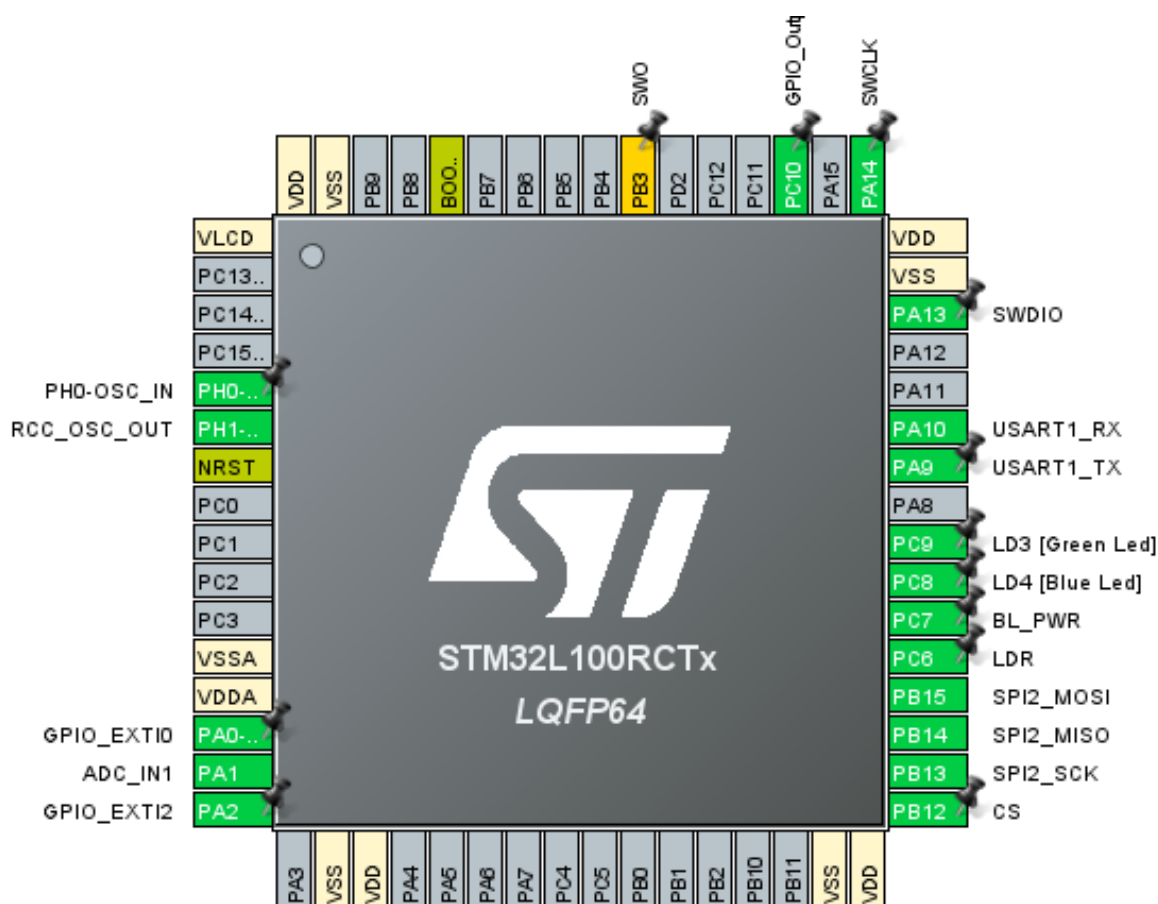 SWO
GPIO_Outp
SWCLK
VDD
VSS
PB9
PB8
BOO..
PB7
PB6
PB5
PB4
PB3
PD2
PC12
PC11
PC10
PA15
PA14
VLCD
PC13..
PC14..
PC15..
PH0-OSC_IN PH0-..
RCC_OSC_OUT PH1-..
NRST
PC0
PC1
PC2
PC3
VSSA
VDDA
GPIO_EXTI0 PA0-..
ADC_IN1 PA1
GPIO_EXTI2 PA2
STM32L100RCTx
LQFP64
VDD
VSS
PA13 SWDIO
PA12
PA11
PA10 USART1_RX
PA9 USART1_TX
PA8
PC9 LD3 [Green Led]
PC8 LD4 [Blue Led]
PC7 BL_PWR
PC6 LDR
PB15 SPI2_MOSI
PB14 SPI2_MISO
PB13 SPI2_SCK
PB12 CS
PA3
VSS
VDD
PA4
PA5
PA6
PA7
PC4
PC5
PB0
PB1
PB2
PB10
PB11
VSS
VDD